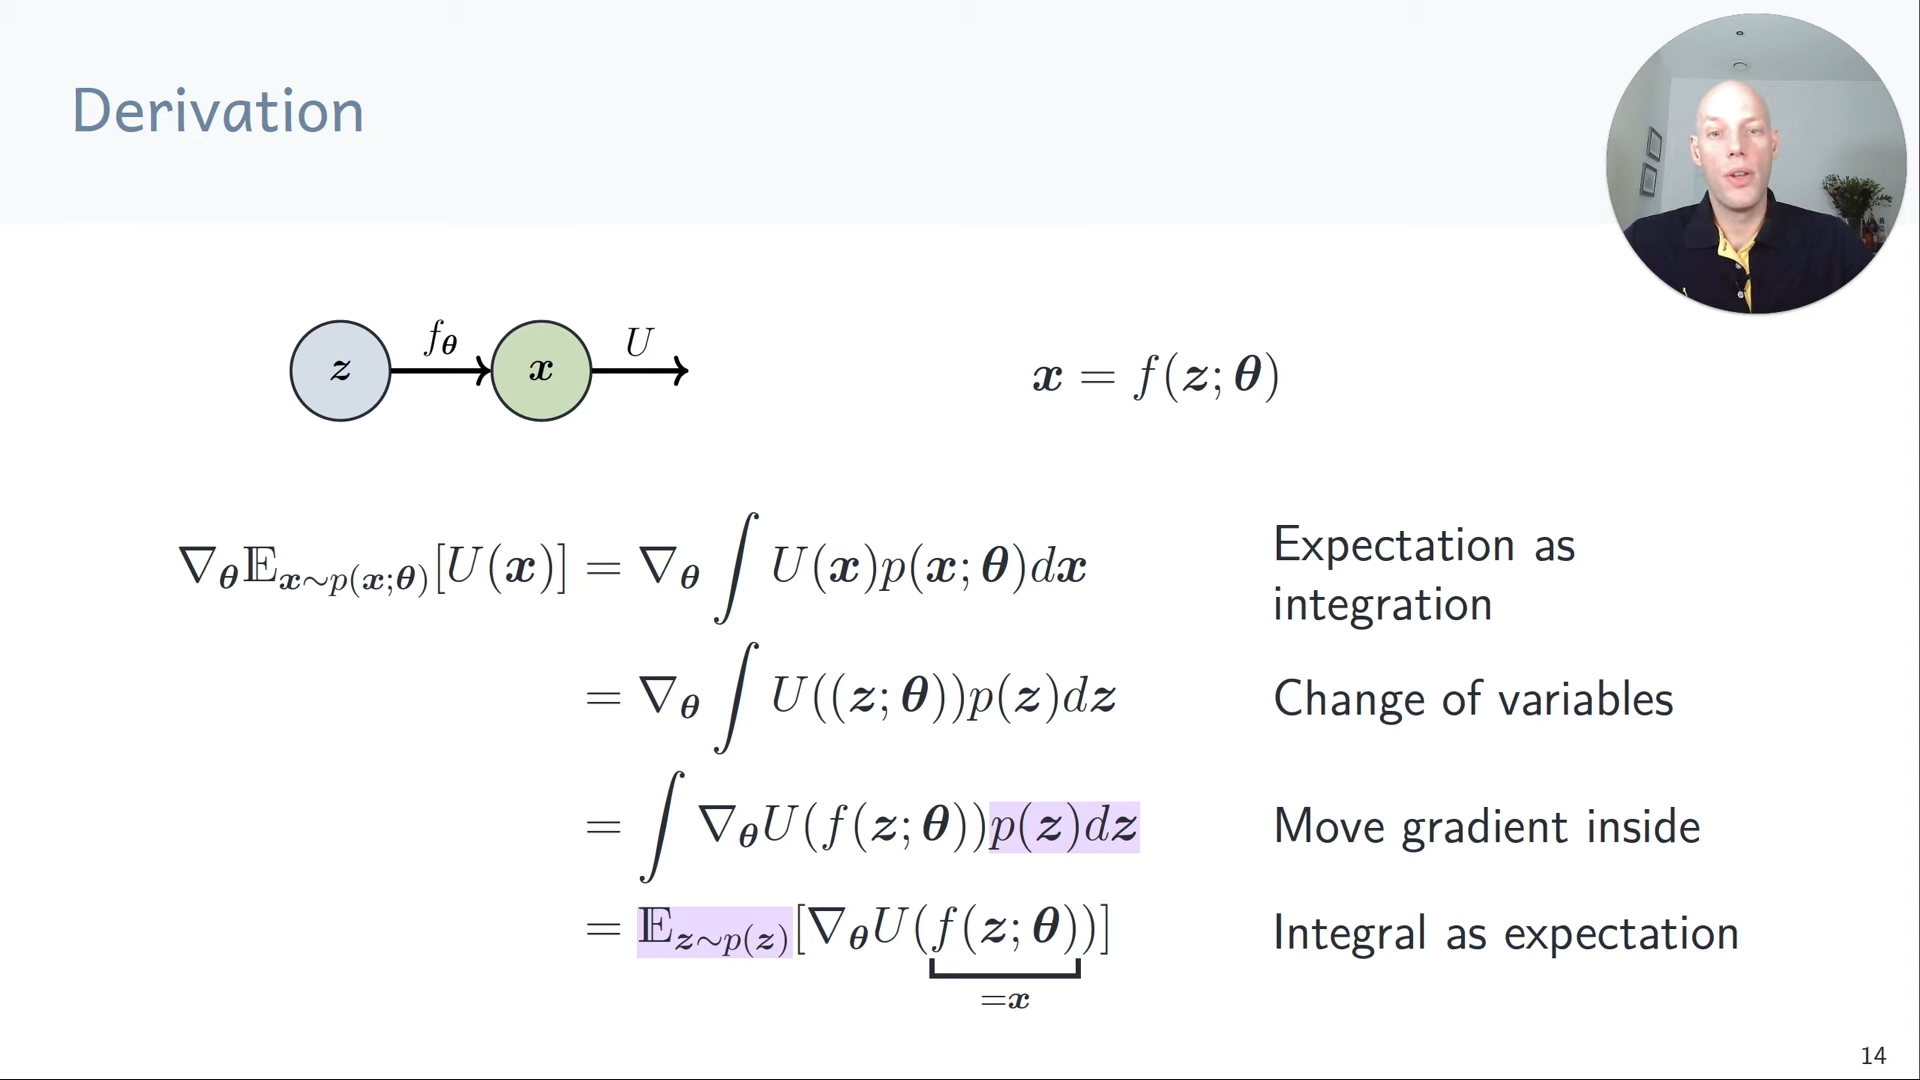 Derivation
z f_θ x U
x = f(z; θ)
∇_θ 𝔼_{x∼p(x;θ)}[U(x)] = ∇_θ ∫ U(x)p(x; θ)dx
Expectation as
integration
= ∇_θ ∫ U((z; θ))p(z)dz
Change of variables
= ∫ ∇_θ U(f(z; θ))p(z)dz
Move gradient inside
= 𝔼_{z∼p(z)}[∇_θ U(f(z; θ))]
Integral as expectation
=x
14